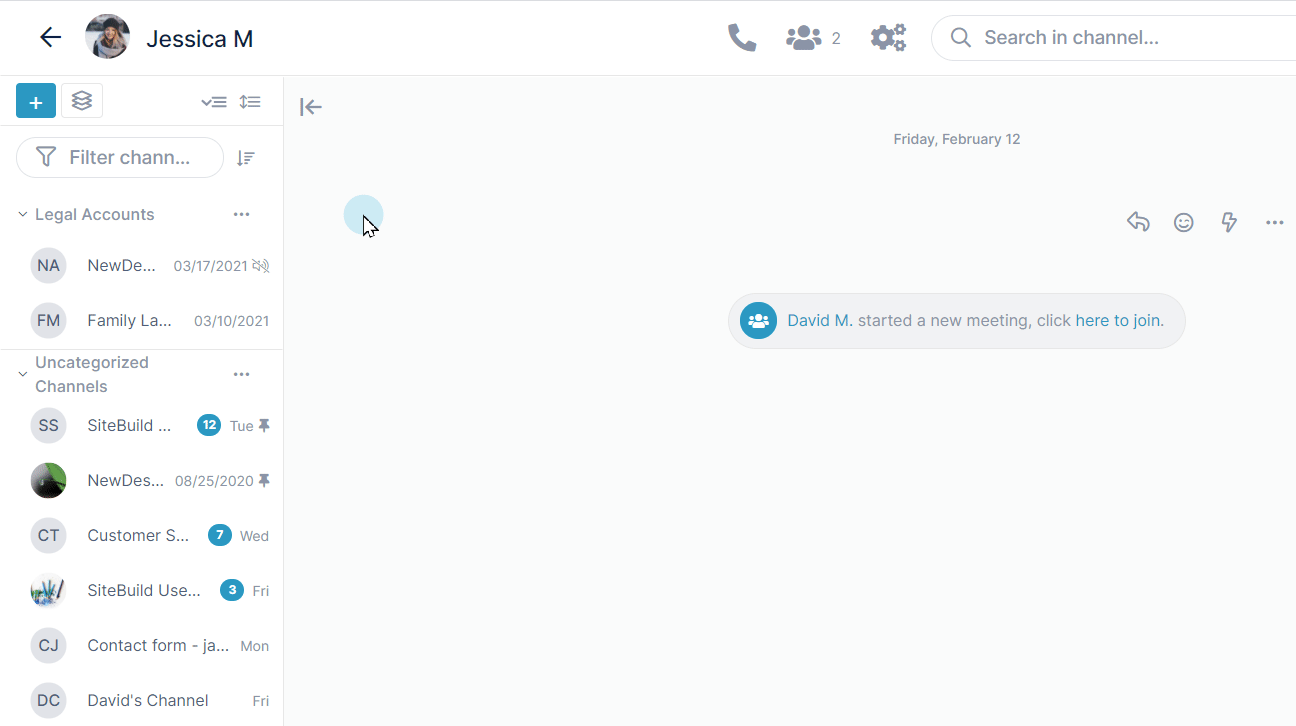 Jessica M
2
Search in channel...
+
Filter chann...
Friday, February 12
Legal Accounts
NA NewDe... 03/17/2021
FM Family La... 03/10/2021
David M. started a new meeting, click here to join.
Uncategorized
Channels
SS SiteBuild ... 12 Tue
NewDes... 08/25/2020
CT Customer S... 7 Wed
SiteBuild Use... 3 Fri
CJ Contact form - ja... Mon
DC David's Channel Fri